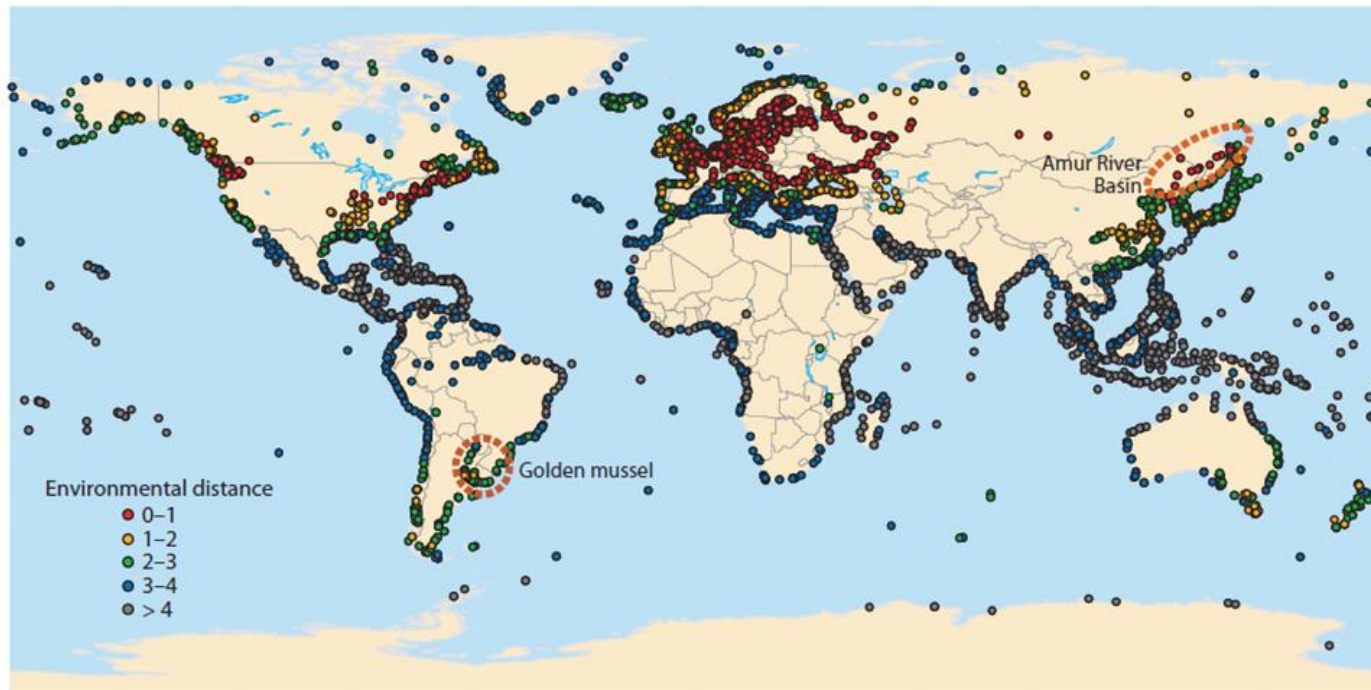 Amur River
Basin
Golden mussel
Environmental distance
0–1
1–2
2–3
3–4
> 4